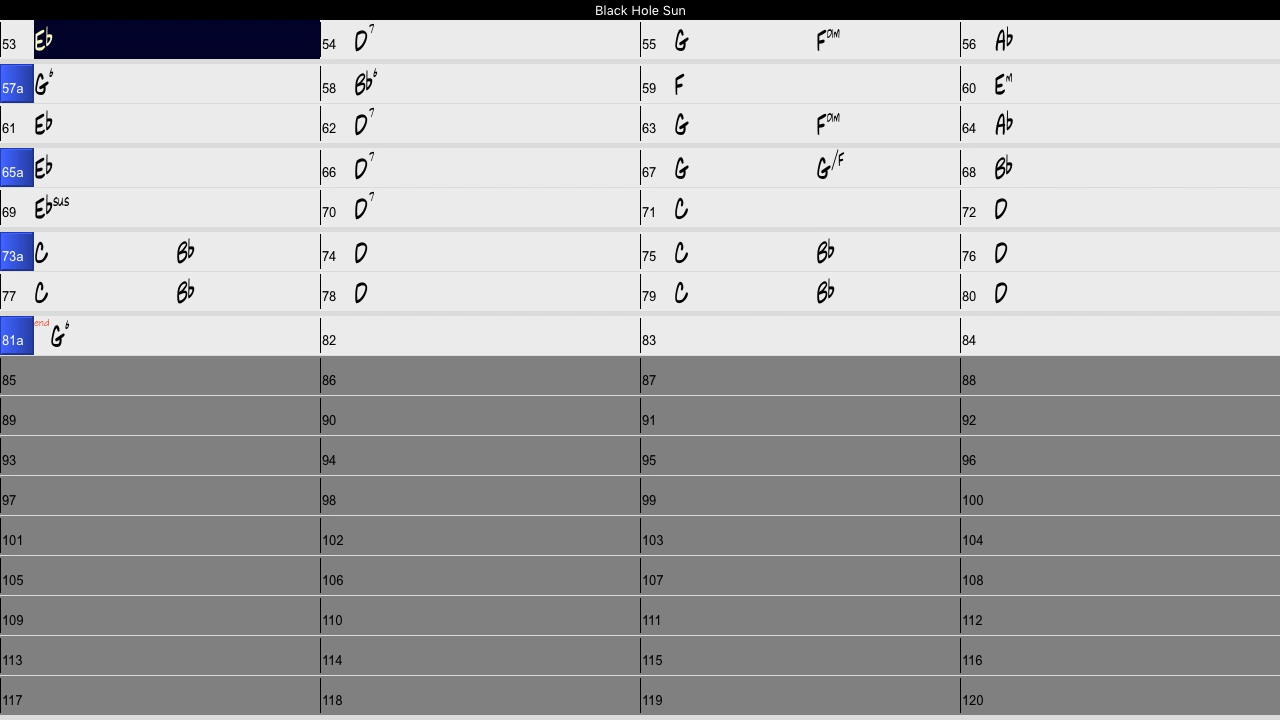 Black Hole Sun
53 Eb 54 D7 55 G FDIM 56 Ab
57a G6 58 Bb6 59 F 60 EM
61 Eb 62 D7 63 G FDIM 64 Ab
65a Eb 66 D7 67 G G/F 68 Bb
69 Ebsus 70 D7 71 C 72 D
73a C Bb 74 D 75 C Bb 76 D
77 C Bb 78 D 79 C Bb 80 D
81a end G6 82 83 84
85 86 87 88
89 90 91 92
93 94 95 96
97 98 99 100
101 102 103 104
105 106 107 108
109 110 111 112
113 114 115 116
117 118 119 120